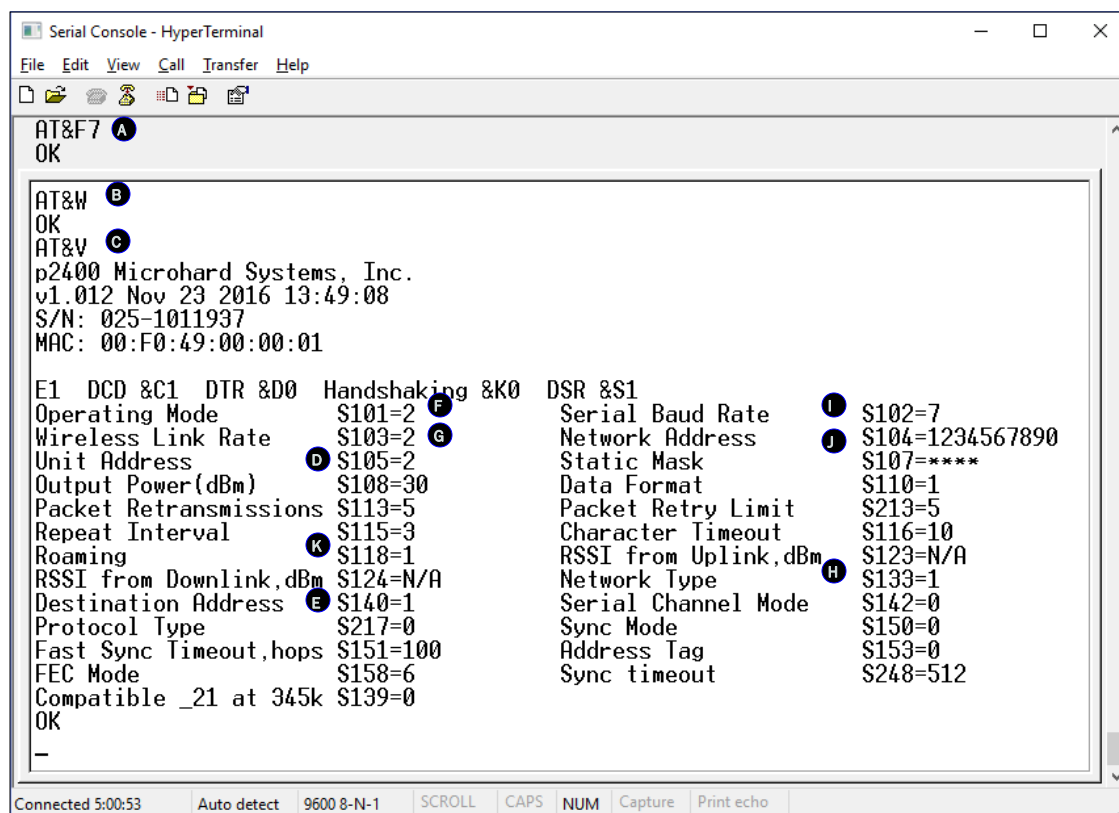 Serial Console - HyperTerminal
File Edit View Call Transfer Help
AT&F7 A
OK
AT&W B
OK
AT&V C
p2400 Microhard Systems, Inc.
v1.012 Nov 23 2016 13:49:08
S/N: 025-1011937
MAC: 00:F0:49:00:00:01
E1 DCD &C1 DTR &D0 Handshaking &K0 DSR &S1
Operating Mode S101=2 F Serial Baud Rate I S102=7
Wireless Link Rate S103=2 G Network Address J S104=1234567890
Unit Address D S105=2 Static Mask S107=****
Output Power(dBm) S108=30 Data Format S110=1
Packet Retransmissions S113=5 Packet Retry Limit S213=5
Repeat Interval S115=3 Character Timeout S116=10
Roaming K S118=1 RSSI from Uplink,dBm S123=N/A
RSSI from Downlink,dBm S124=N/A Network Type H S133=1
Destination Address E S140=1 Serial Channel Mode S142=0
Protocol Type S217=0 Sync Mode S150=0
Fast Sync Timeout,hops S151=100 Address Tag S153=0
FEC Mode S158=6 Sync timeout S248=512
Compatible _21 at 345k S139=0
OK
_
Connected 5:00:53 Auto detect 9600 8-N-1 SCROLL CAPS NUM Capture Print echo